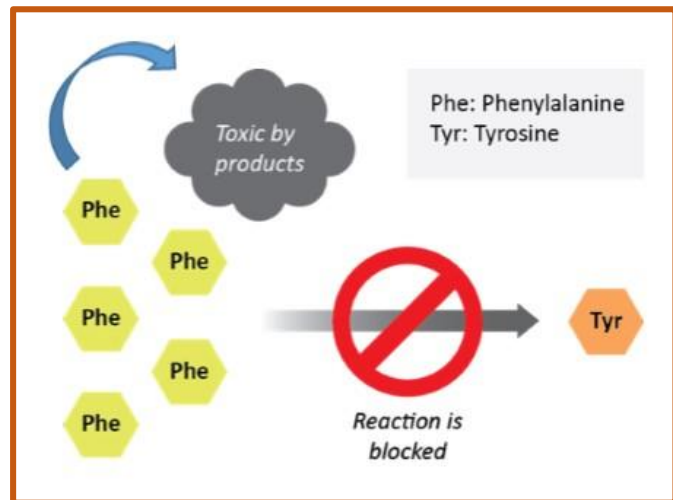 Toxic by
products
Phe: Phenylalanine
Tyr: Tyrosine
Phe
Phe
Phe
Phe
Phe
Tyr
Reaction is
blocked